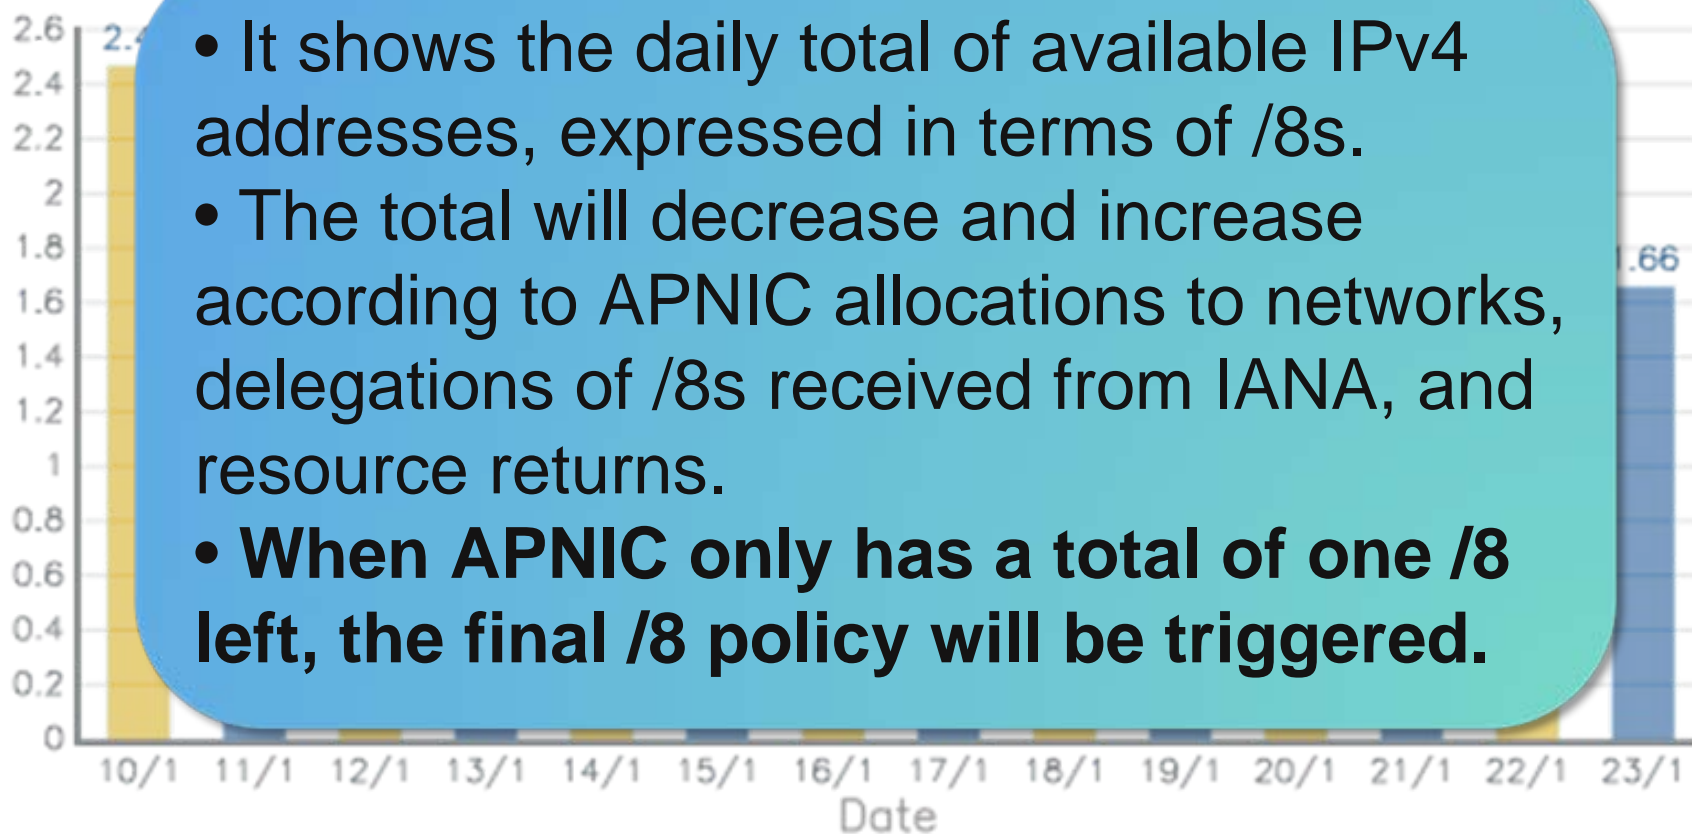 2.6
2.4
2.2
2
1.8
1.6
1.4
1.2
1
0.8
0.6
0.4
0.2
0
• It shows the daily total of available IPv4
addresses, expressed in terms of /8s.
• The total will decrease and increase
according to APNIC allocations to networks,
delegations of /8s received from IANA, and
resource returns.
• When APNIC only has a total of one /8
left, the final /8 policy will be triggered.
.66
10/1 11/1 12/1 13/1 14/1 15/1 16/1 17/1 18/1 19/1 20/1 21/1 22/1 23/1
Date